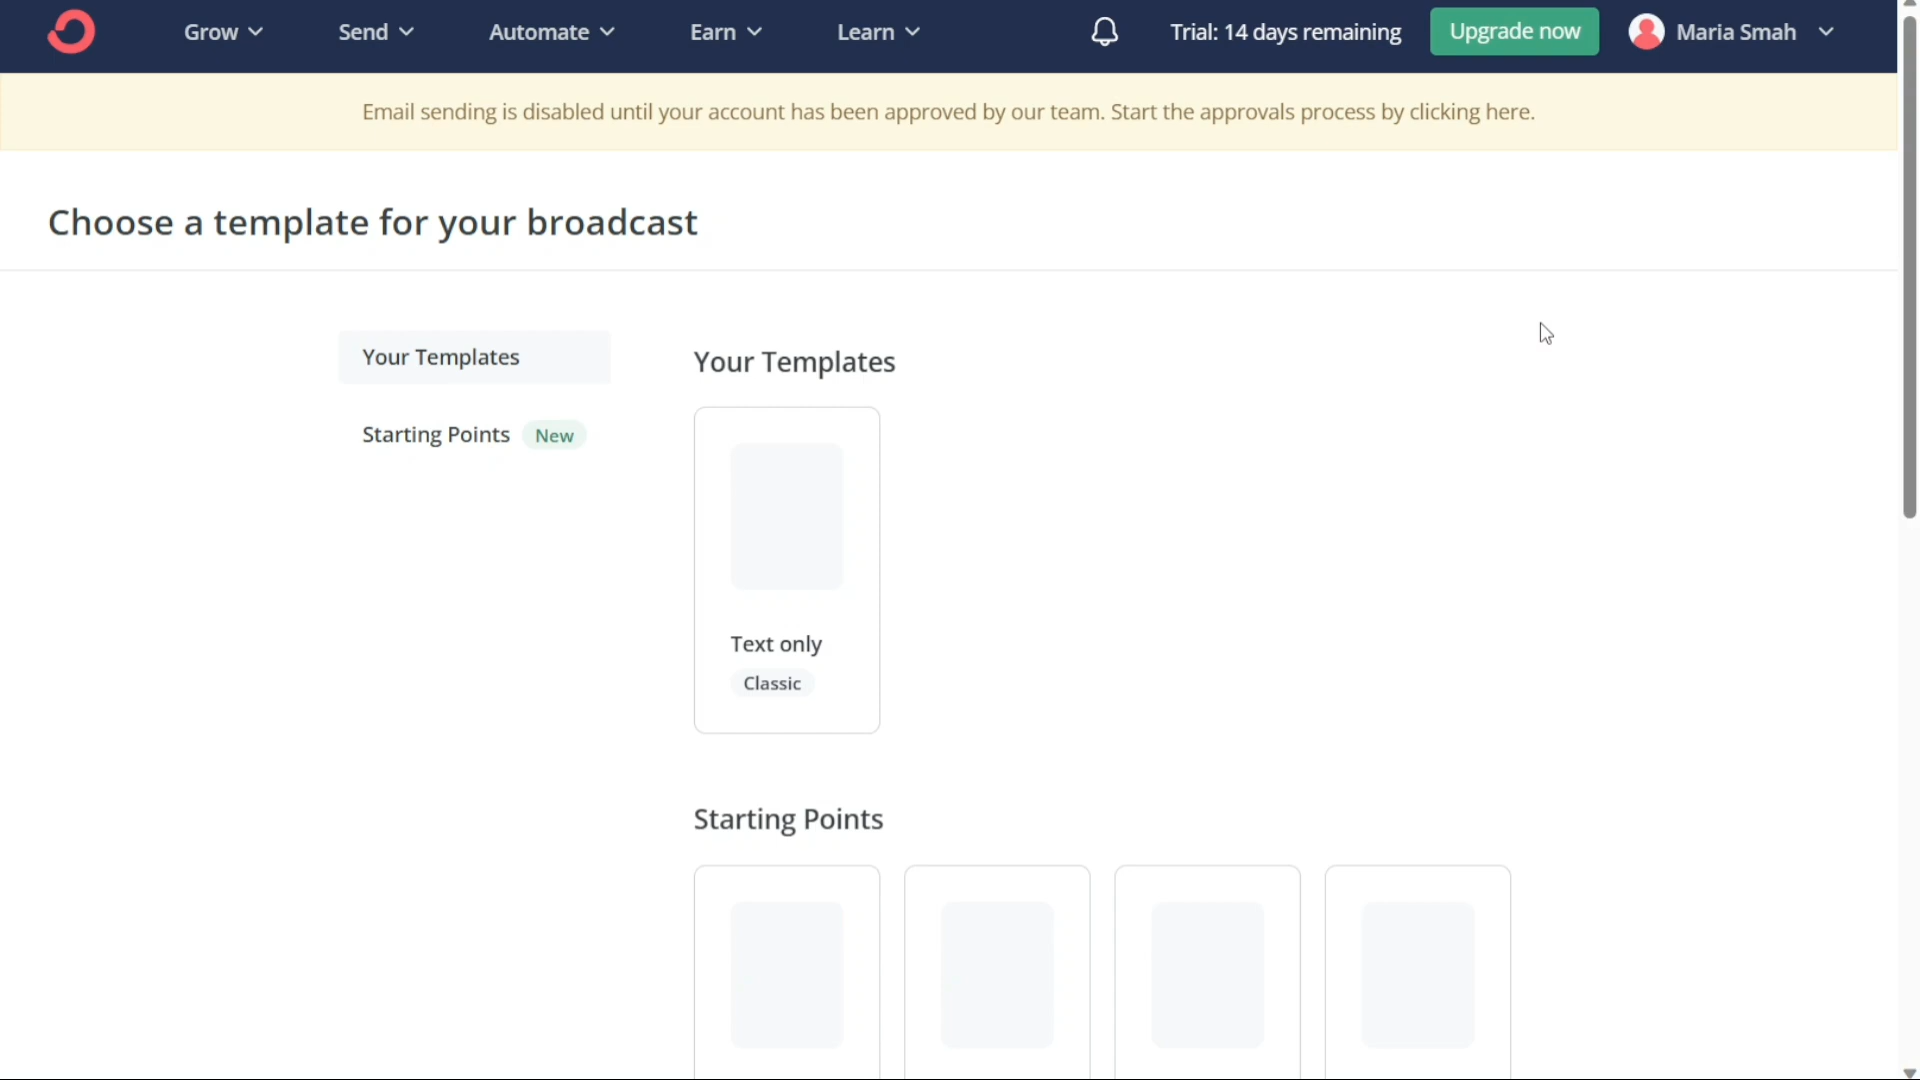 Grow
Send
Automate
Earn
Learn
Trial: 14 days remaining
Upgrade now
Maria Smah
Email sending is disabled until your account has been approved by our team. Start the approvals process by clicking here.
Choose a template for your broadcast
Your Templates
Starting Points New
Your Templates
Text only
Classic
Starting Points